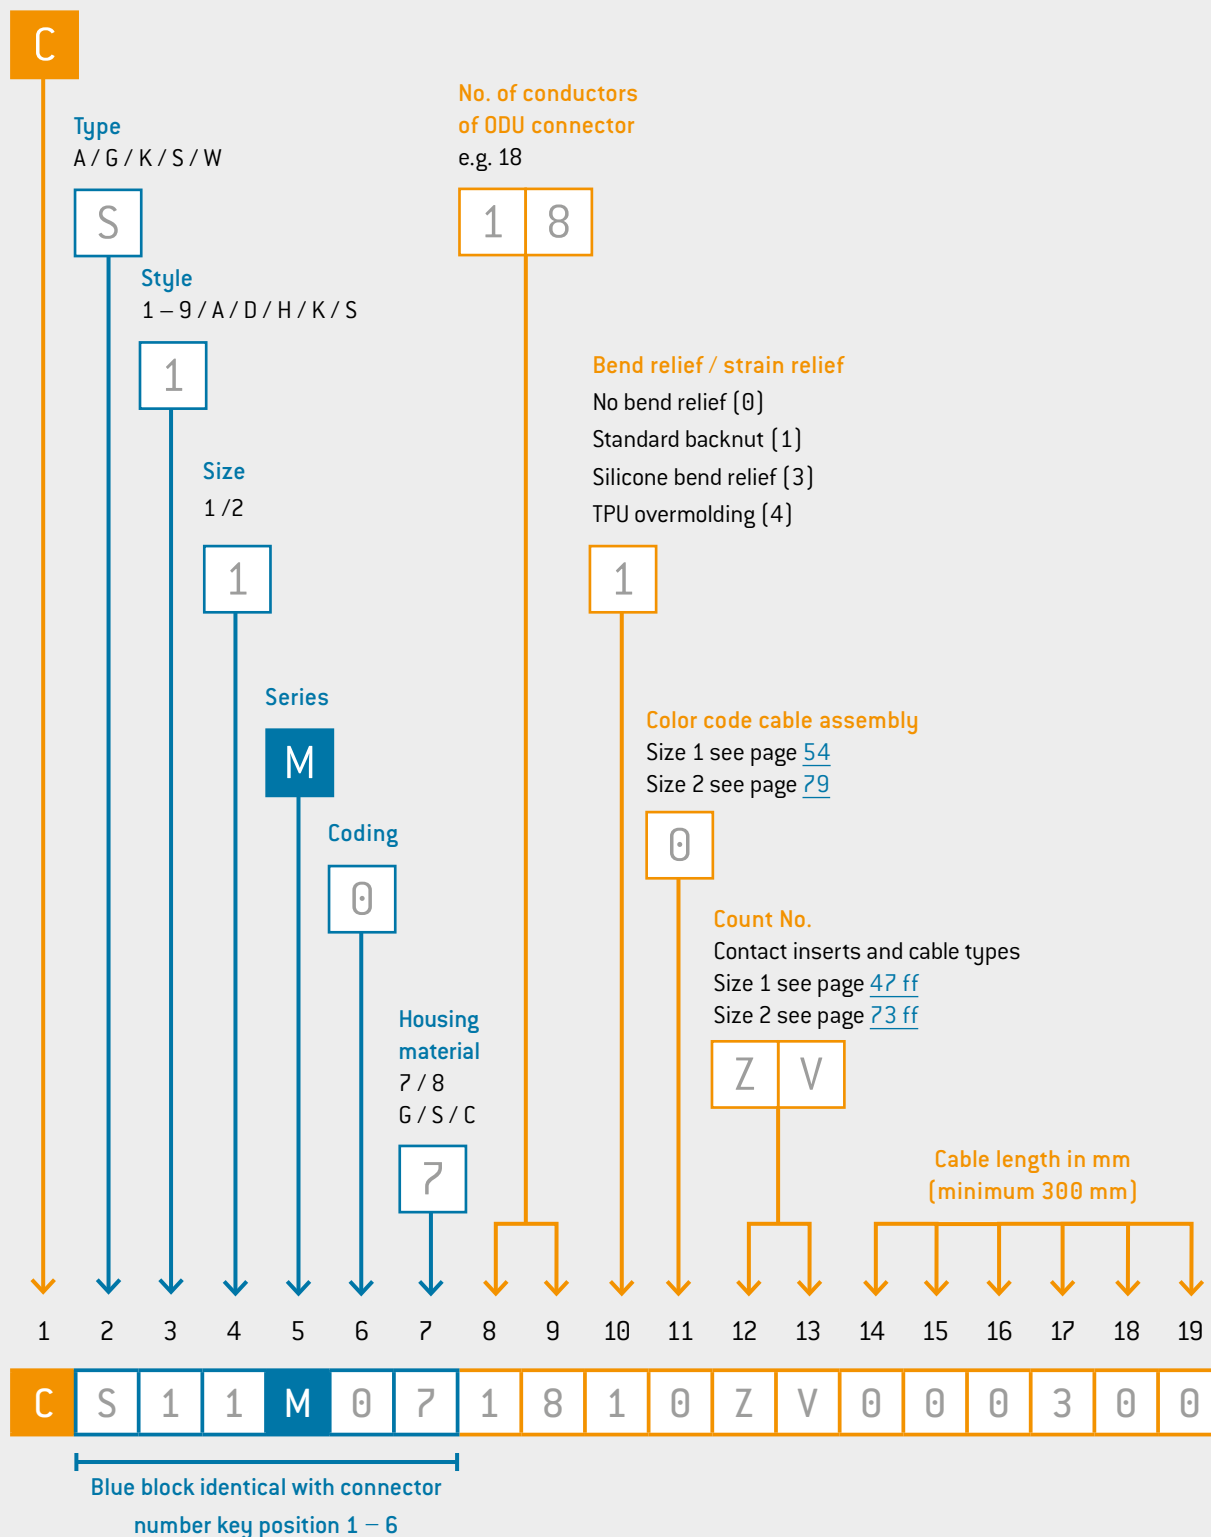 C
Type
A / G / K / S / W
S
Style
1 – 9 / A / D / H / K / S
1
Size
1 /2
1
Series
M
Coding
0
Housing
material
7 / 8
G / S / C
7
No. of conductors
of ODU connector
e.g. 18
1 8
Bend relief / strain relief
No bend relief (0)
Standard backnut (1)
Silicone bend relief (3)
TPU overmolding (4)
1
Color code cable assembly
Size 1 see page 54
Size 2 see page 79
0
Count No.
Contact inserts and cable types
Size 1 see page 47 ff
Size 2 see page 73 ff
Z V
Cable length in mm
(minimum 300 mm)
1 2 3 4 5 6 7 8 9 10 11 12 13 14 15 16 17 18 19
C S 1 1 M 0 7 1 8 1 0 Z V 0 0 0 3 0 0
Blue block identical with connector
number key position 1 – 6